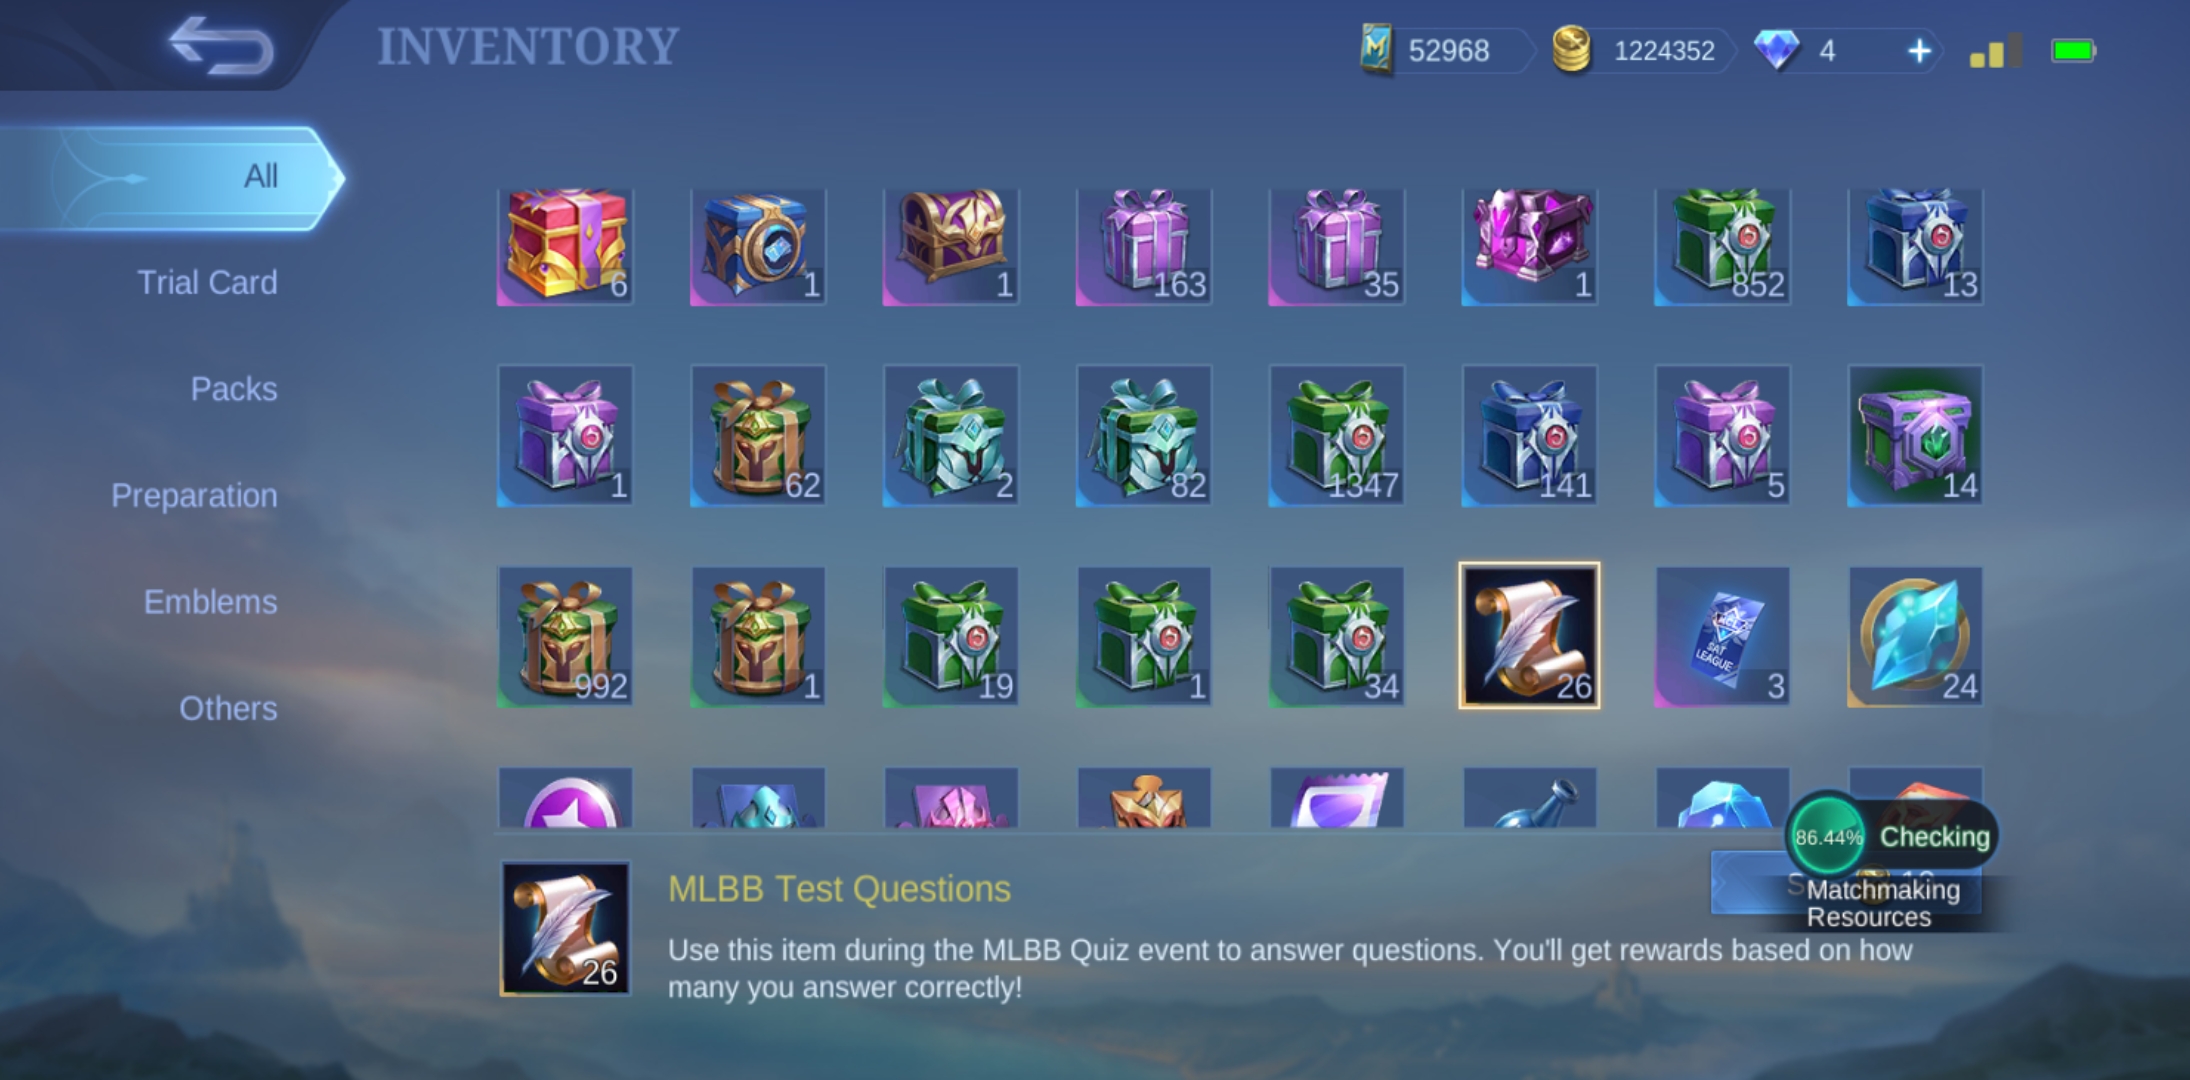 INVENTORY
52968
1224352
4
All
Trial Card
Packs
Preparation
Emblems
Others
6
1
1
163
35
1
852
13
1
62
2
82
1347
141
5
14
992
1
19
1
34
26
SAT
LEAGUE
3
24
86.44%
Checking
Matchmaking
Resources
26
MLBB Test Questions
Use this item during the MLBB Quiz event to answer questions. You'll get rewards based on how
many you answer correctly!